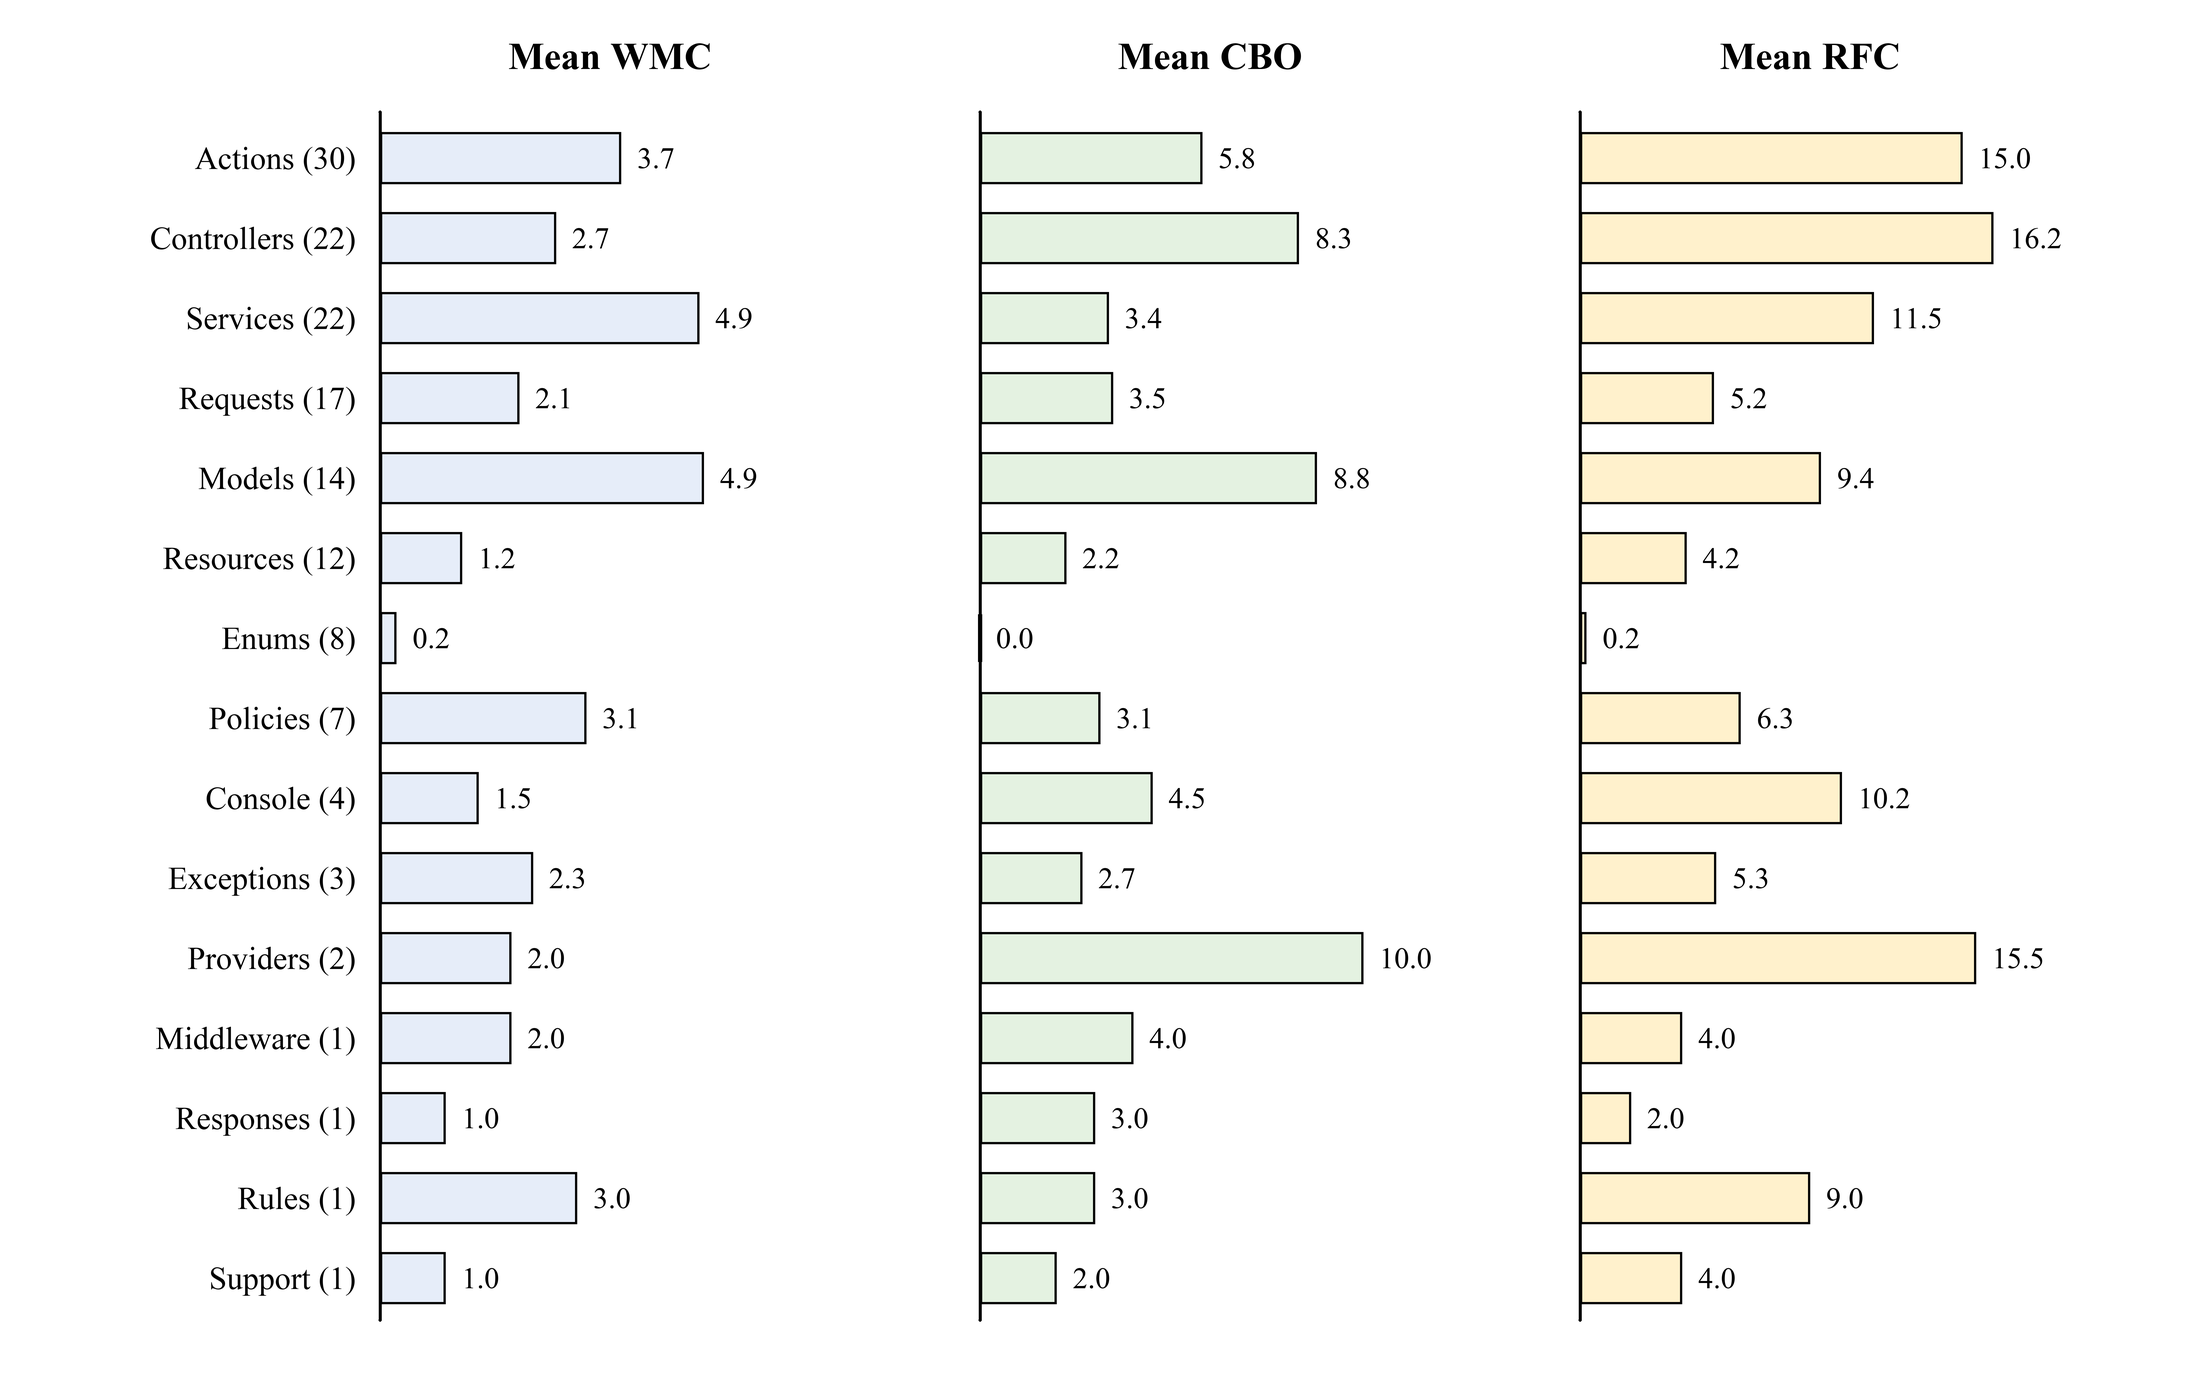 Mean WMC Mean CBO Mean RFC
Actions (30) 3.7 5.8 15.0
Controllers (22) 2.7 8.3 16.2
Services (22) 4.9 3.4 11.5
Requests (17) 2.1 3.5 5.2
Models (14) 4.9 8.8 9.4
Resources (12) 1.2 2.2 4.2
Enums (8) 0.2 0.0 0.2
Policies (7) 3.1 3.1 6.3
Console (4) 1.5 4.5 10.2
Exceptions (3) 2.3 2.7 5.3
Providers (2) 2.0 10.0 15.5
Middleware (1) 2.0 4.0 4.0
Responses (1) 1.0 3.0 2.0
Rules (1) 3.0 3.0 9.0
Support (1) 1.0 2.0 4.0